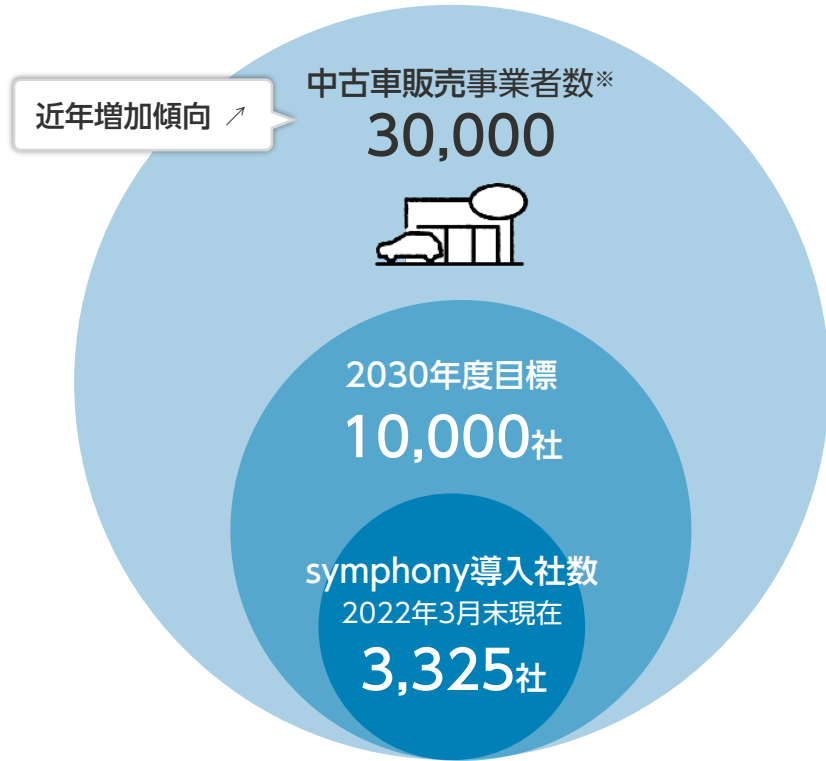 中古車販売事業者数※
30,000
近年増加傾向 ↗
2030年度目標
10,000社
symphony導入社数
2022年3月末現在
3,325社